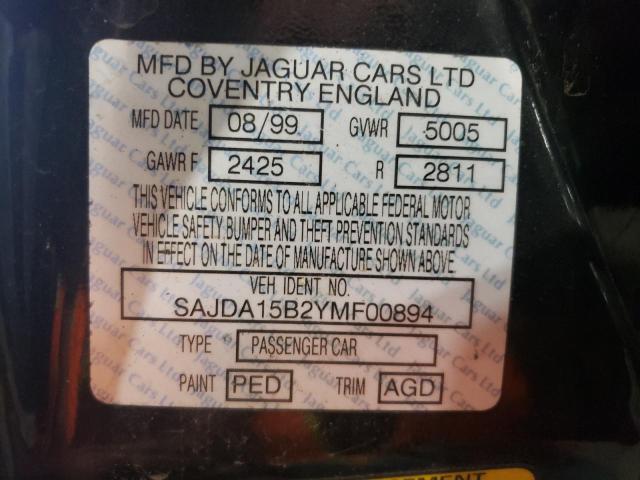 MFD BY JAGUAR CARS LTD
COVENTRY ENGLAND
MFD DATE 08/99 GVWR 5005
GAWR F 2425 R 2811
THIS VEHICLE CONFORMS TO ALL APPLICABLE FEDERAL MOTOR
VEHICLE SAFETY BUMPER AND THEFT PREVENTION STANDARDS
IN EFFECT ON THE DATE OF MANUFACTURE SHOWN ABOVE
VEH IDENT NO.
SAJDA15B2YMF00894
TYPE PASSENGER CAR
PAINT PED TRIM AGD